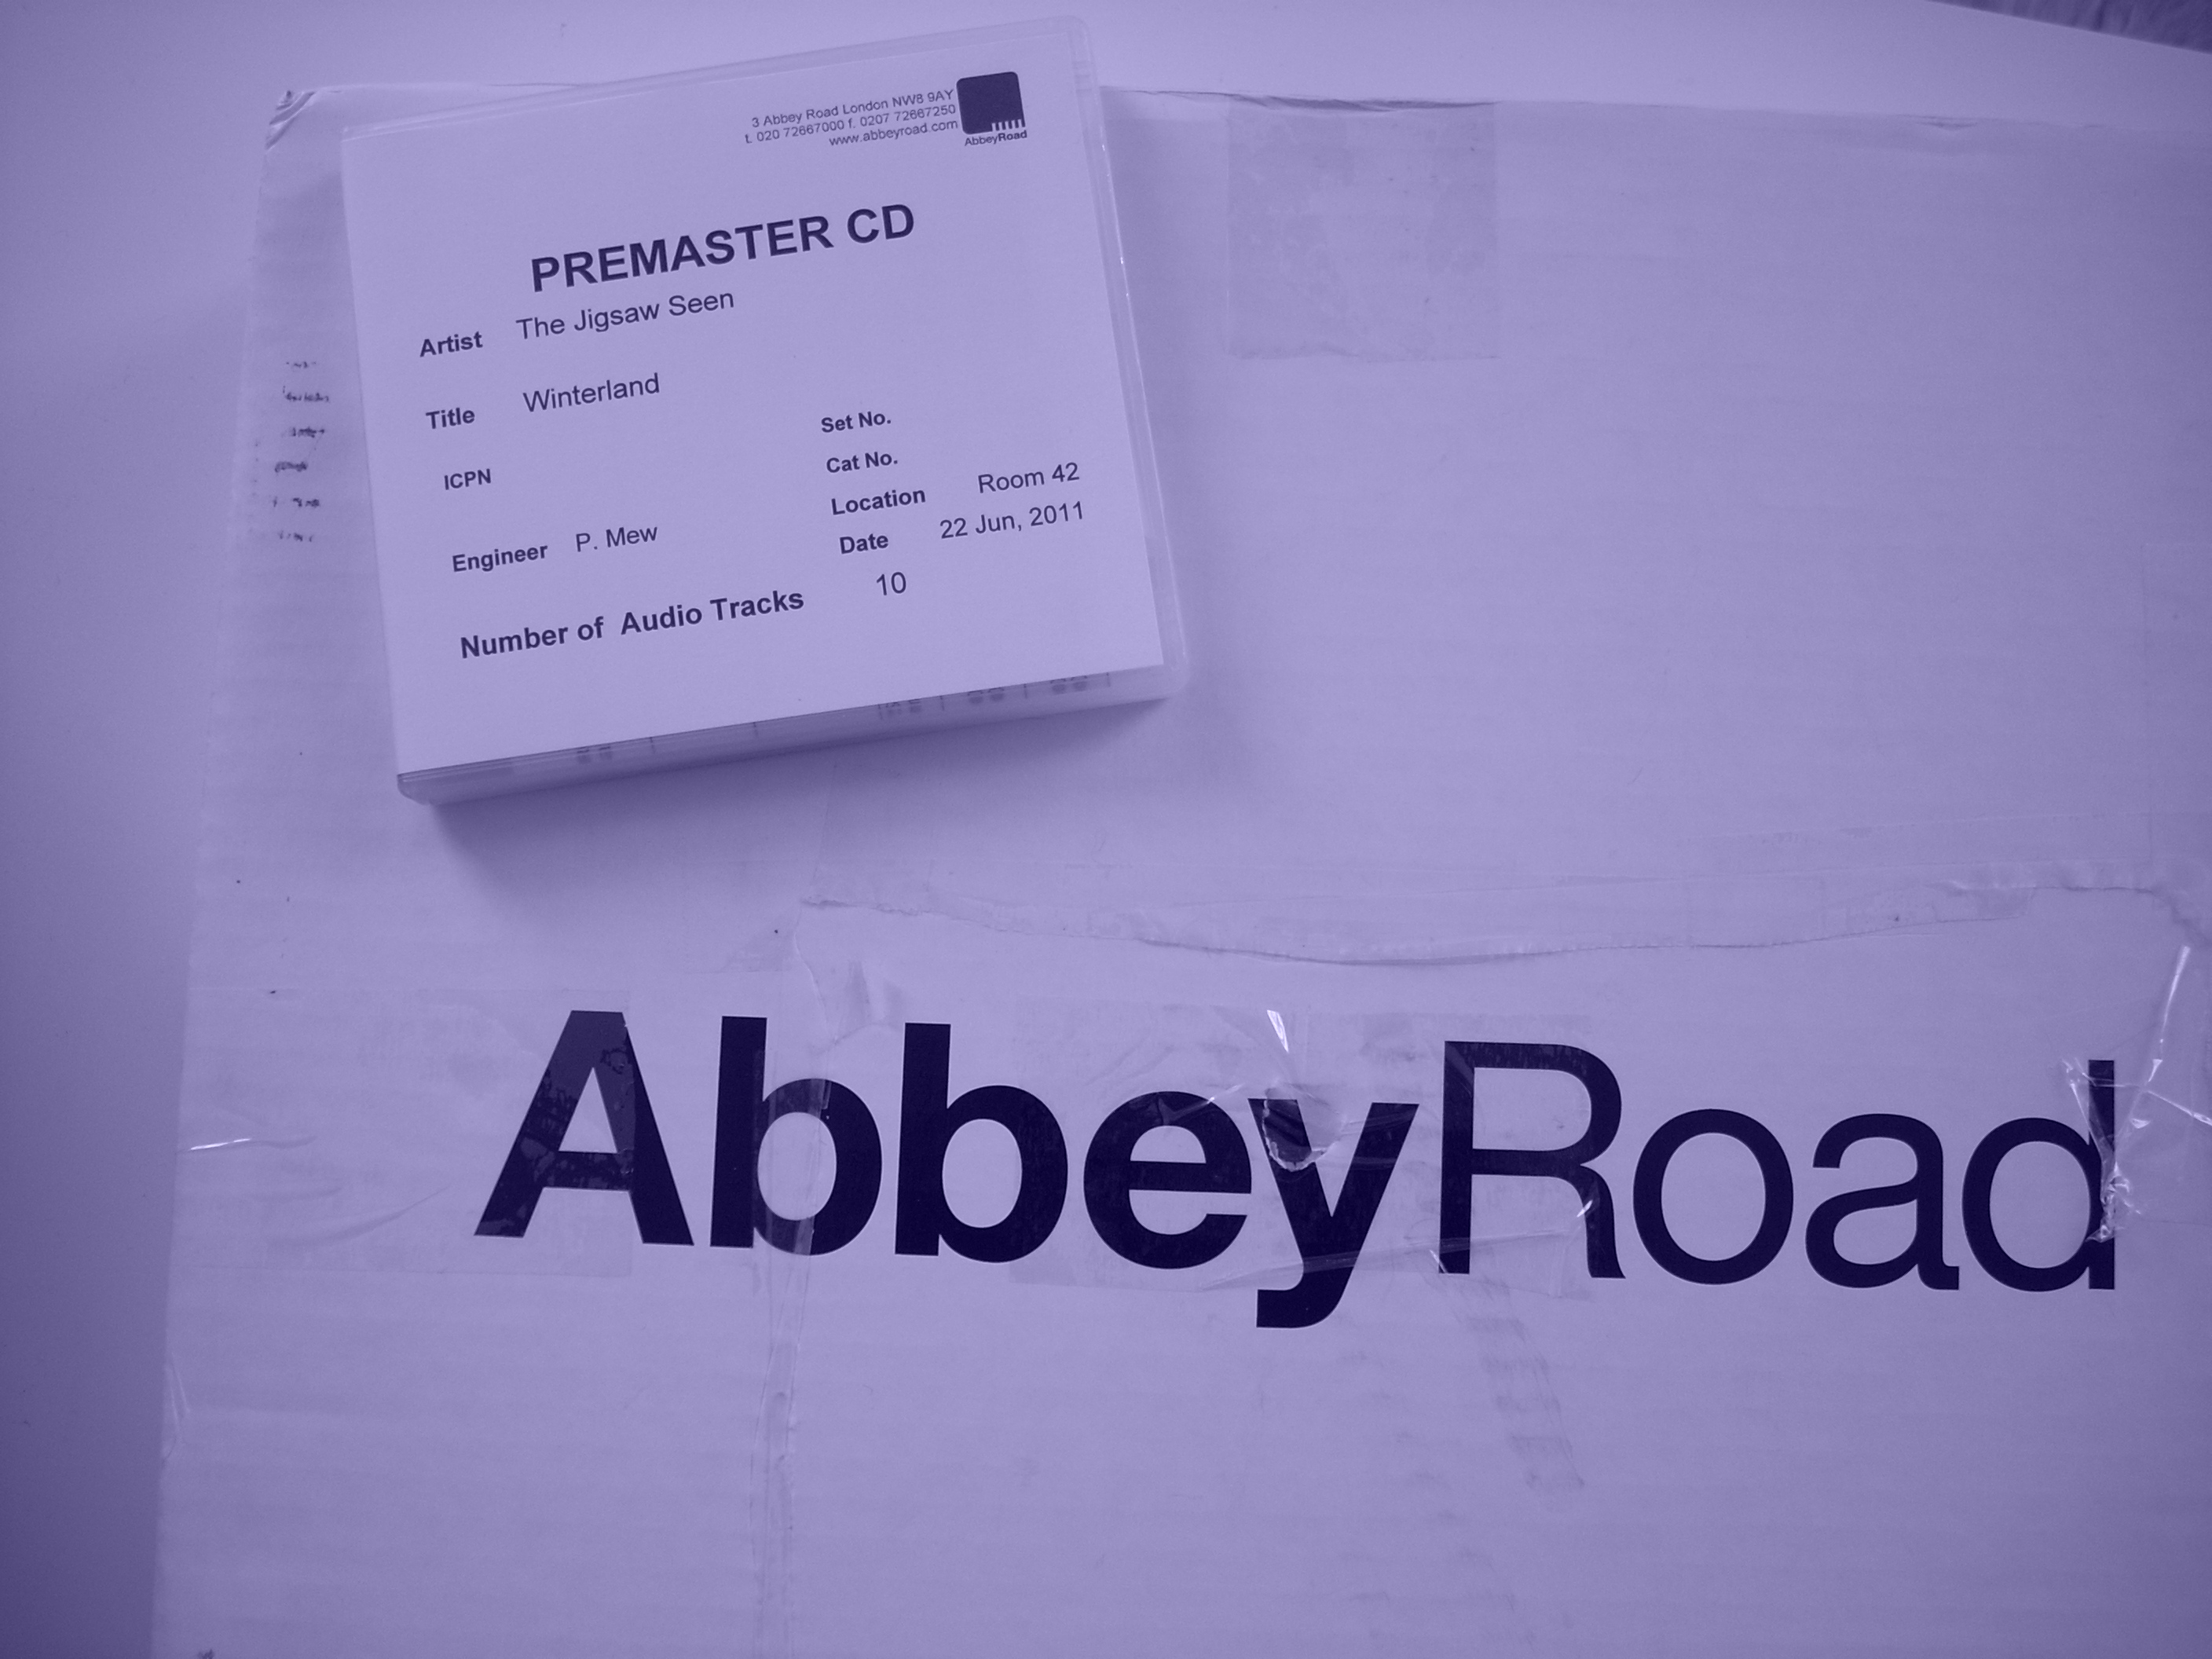 3 Abbey Road London NW8 9AY
t. 020 72667000 f. 0207 72667250
www.abbeyroad.com
AbbeyRoad
PREMASTER CD
Artist The Jigsaw Seen
Title Winterland
ICPN
Set No.
Cat No.
Location Room 42
Engineer P. Mew
Date 22 Jun, 2011
Number of Audio Tracks 10
AbbeyRoad